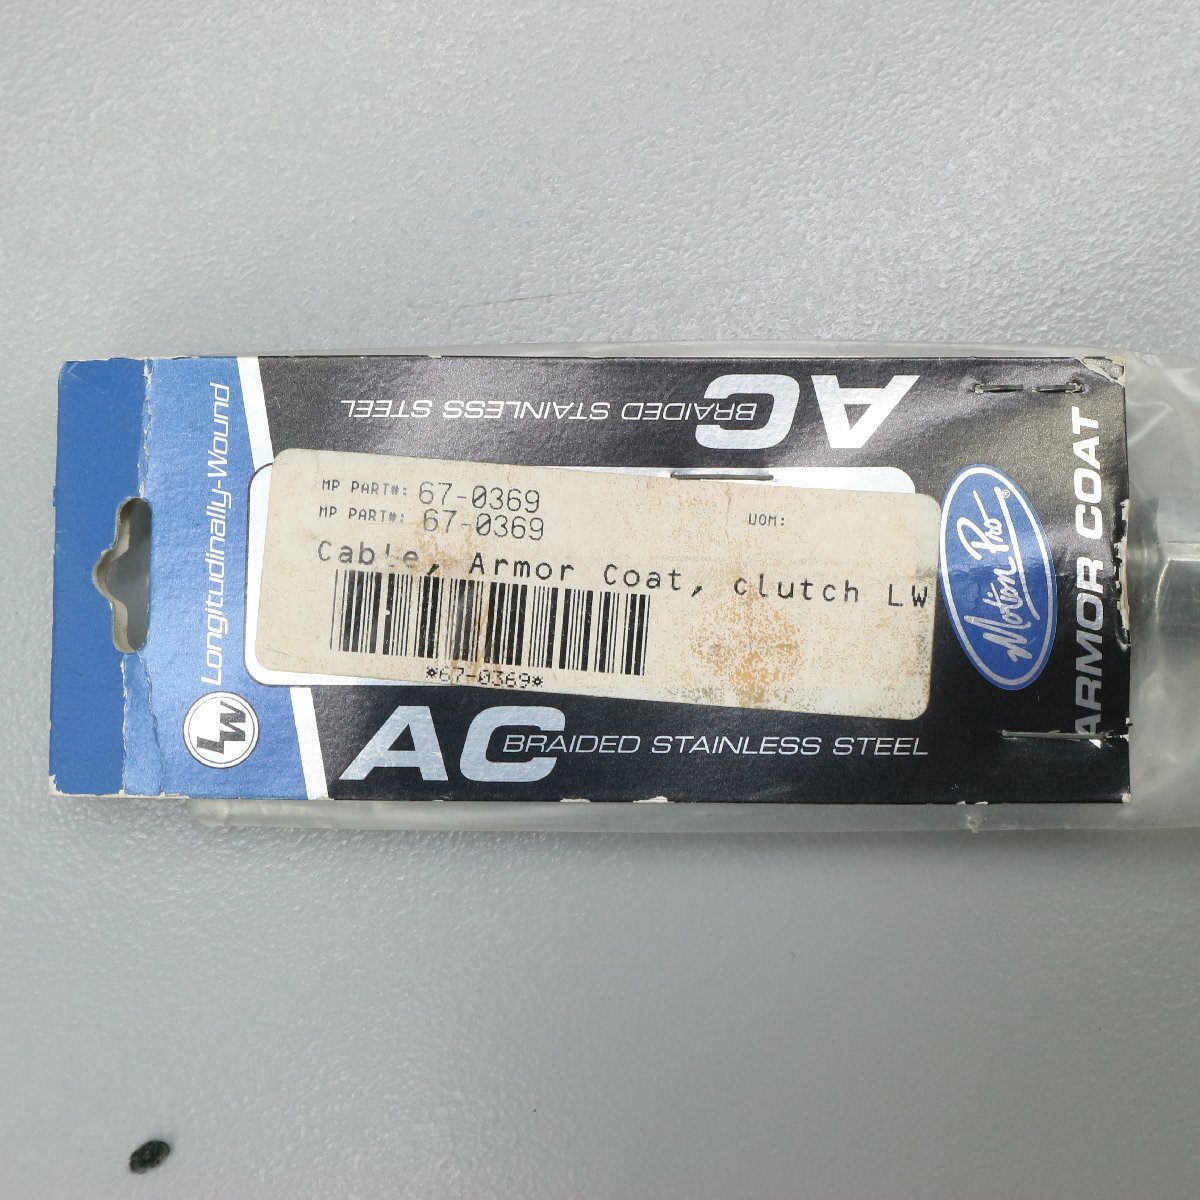 AC
BRAIDED STAINLESS STEEL
MP PART#: 67-0369
MP PART#: 67-0369
UOM:
Cable, Armor Coat, clutch LW
*67-0369*
AC
BRAIDED STAINLESS STEEL
LW
Longitudinally-Wound
Motion Pro®
ARMOR COAT